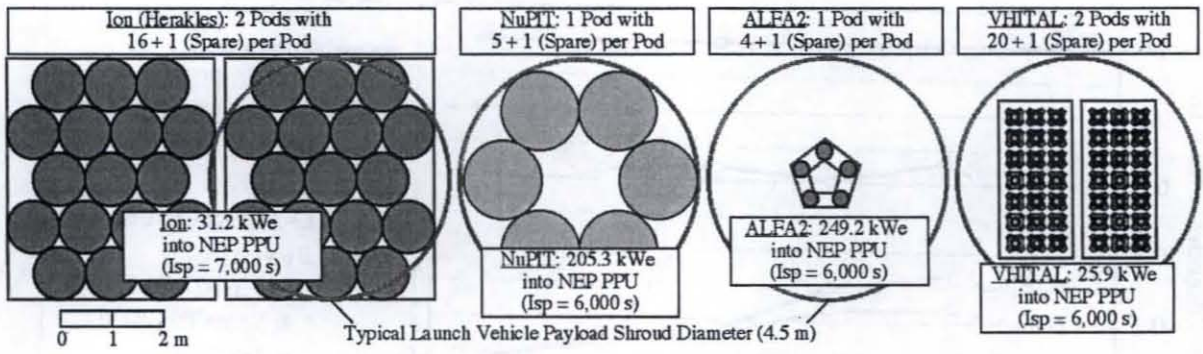 Ion (Herakles): 2 Pods with
16 + 1 (Spare) per Pod
NuPIT: 1 Pod with
5 + 1 (Spare) per Pod
ALFA2: 1 Pod with
4 + 1 (Spare) per Pod
VHITAL: 2 Pods with
20 + 1 (Spare) per Pod
Ion: 31.2 kWe
into NEP PPU
(Isp = 7,000 s)
NuPIT: 205.3 kWe
into NEP PPU
(Isp = 6,000 s)
ALFA2: 249.2 kWe
into NEP PPU
(Isp = 6,000 s)
VHITAL: 25.9 kWe
into NEP PPU
(Isp = 6,000 s)
0 1 2 m
Typical Launch Vehicle Payload Shroud Diameter (4.5 m)